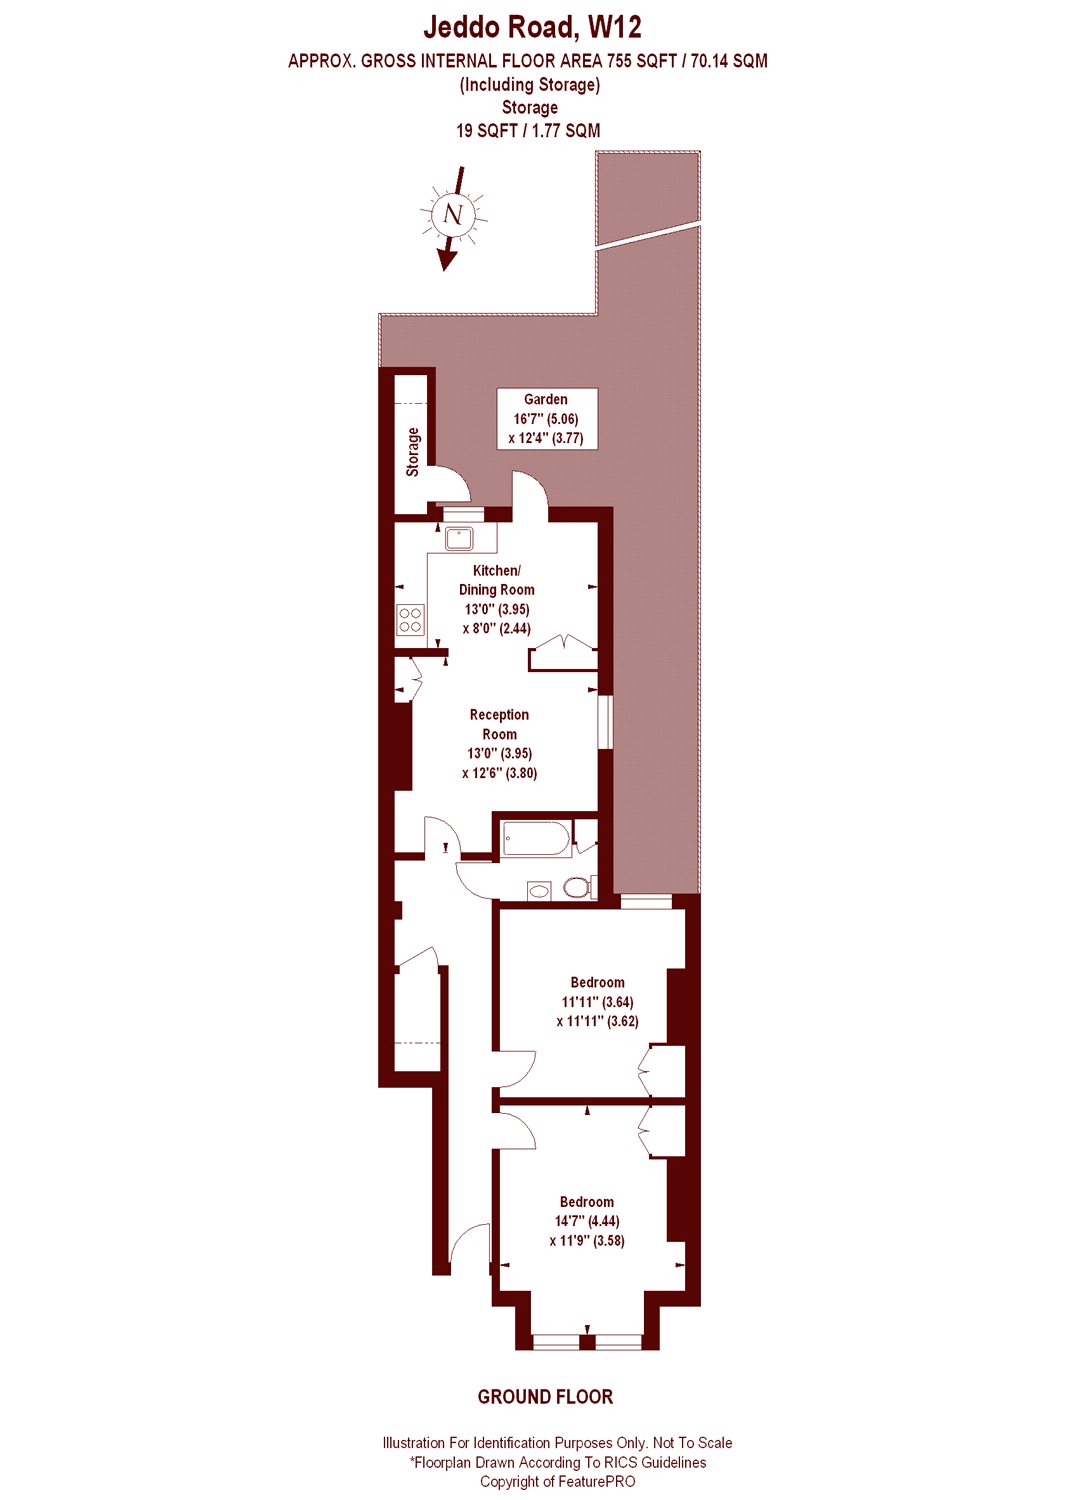 Jeddo Road, W12
APPROX. GROSS INTERNAL FLOOR AREA 755 SQFT / 70.14 SQM
(Including Storage)
Storage
19 SQFT / 1.77 SQM
N
Garden
16'7" (5.06)
x 12'4" (3.77)
Storage
Kitchen/
Dining Room
13'0" (3.95)
x 8'0" (2.44)
Reception
Room
13'0" (3.95)
x 12'6" (3.80)
Bedroom
11'11" (3.64)
x 11'11" (3.62)
Bedroom
14'7" (4.44)
x 11'9" (3.58)
GROUND FLOOR
Illustration For Identification Purposes Only. Not To Scale
*Floorplan Drawn According To RICS Guidelines
Copyright of FeaturePRO